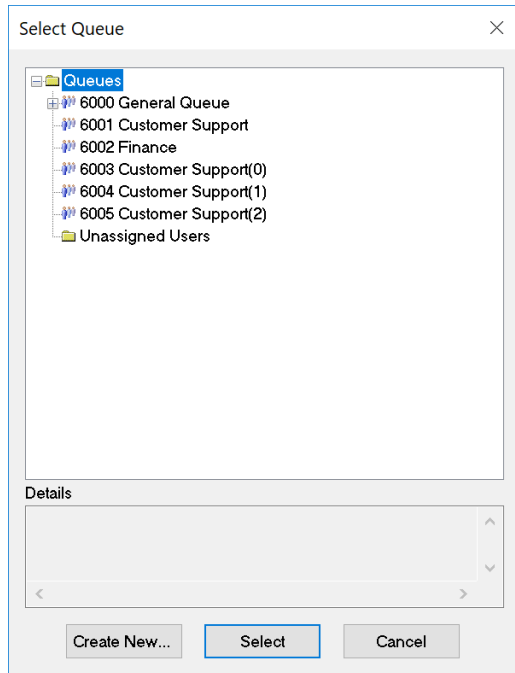 Select Queue
Queues
6000 General Queue
6001 Customer Support
6002 Finance
6003 Customer Support(0)
6004 Customer Support(1)
6005 Customer Support(2)
Unassigned Users
Details
Create New... Select Cancel